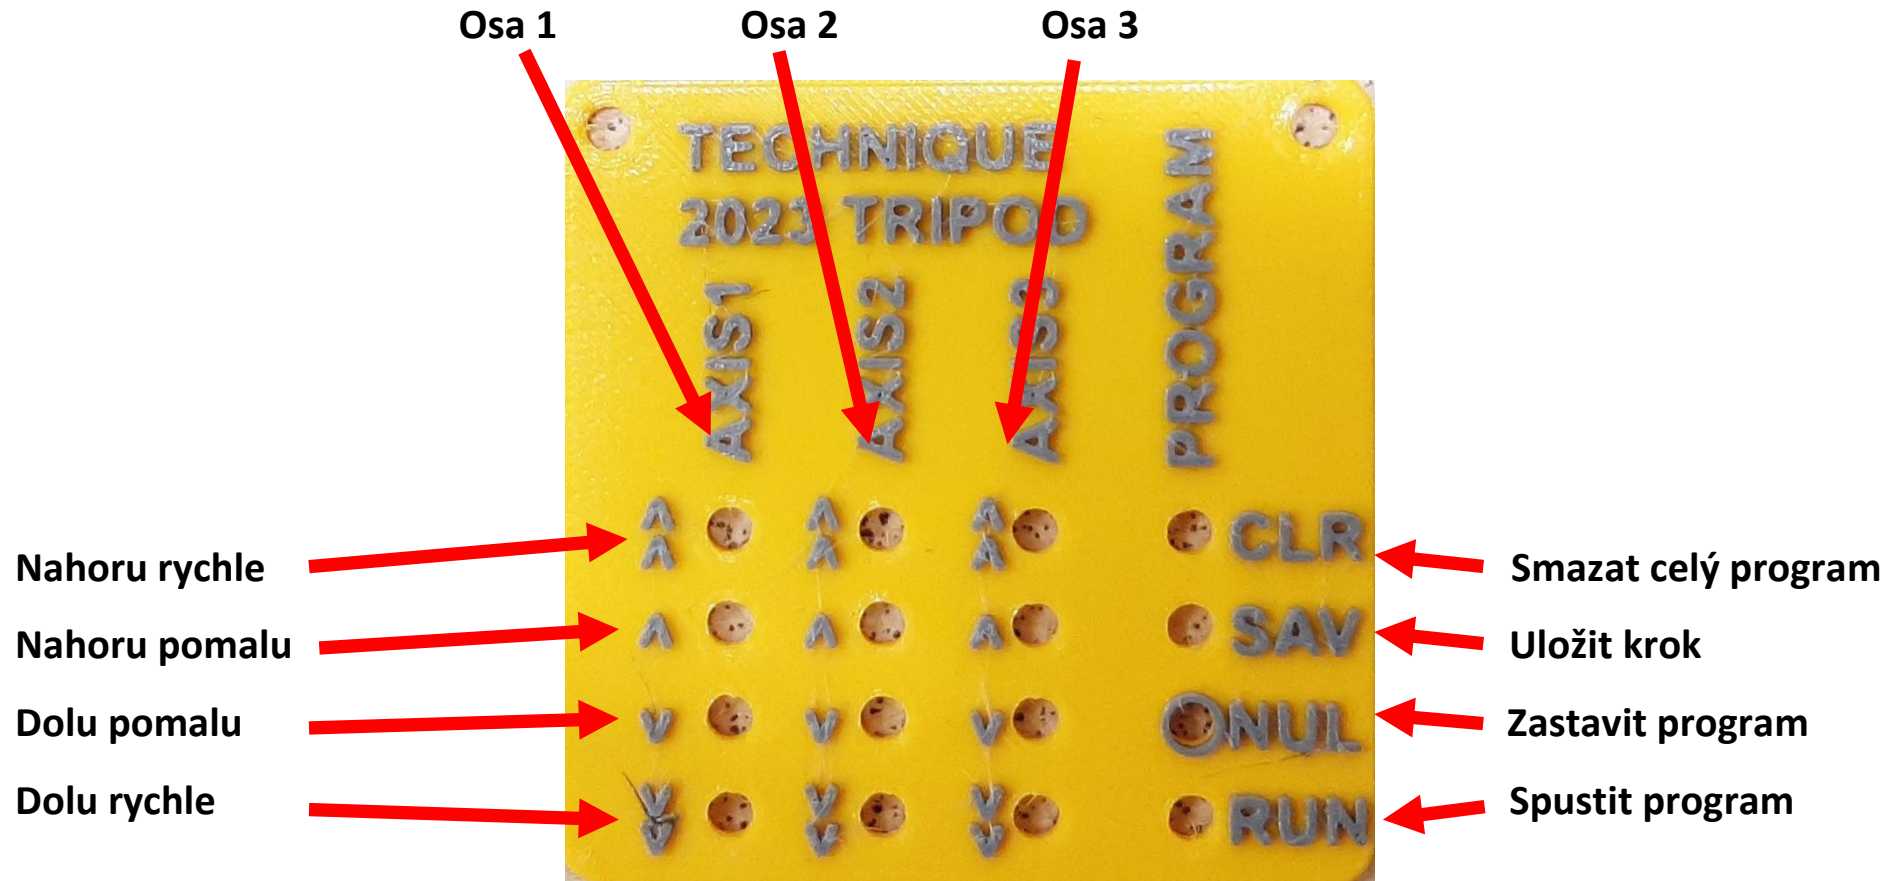 Osa 1 Osa 2 Osa 3
TECHNIQUE
2023 TRIPOD
AXIS1
AXIS2
AXIS3
PROGRAM
Nahoru rychle
^ ^ ^ CLR
^ ^ ^
Smazat celý program
Nahoru pomalu
^ ^ ^ SAV
Uložit krok
Dolu pomalu
v v v NUL
Zastavit program
Dolu rychle
v v v RUN
v v v
Spustit program